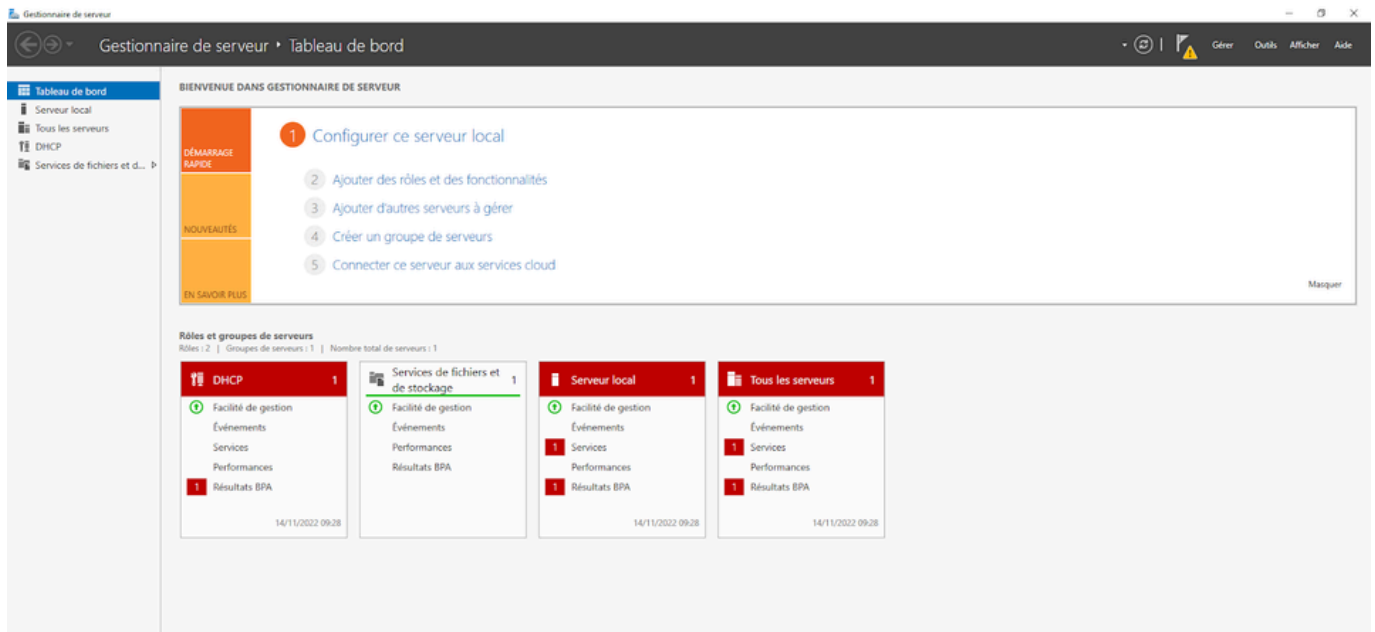 Gestionnaire de serveur
Gestionnaire de serveur ‣ Tableau de bord
Gérer Outils Afficher Aide
Tableau de bord
Serveur local
Tous les serveurs
DHCP
Services de fichiers et d...
BIENVENUE DANS GESTIONNAIRE DE SERVEUR
DÉMARRAGE
RAPIDE
NOUVEAUTÉS
EN SAVOIR PLUS
1 Configurer ce serveur local
2 Ajouter des rôles et des fonctionnalités
3 Ajouter d'autres serveurs à gérer
4 Créer un groupe de serveurs
5 Connecter ce serveur aux services cloud
Masquer
Rôles et groupes de serveurs
Rôles : 2 | Groupes de serveurs : 1 | Nombre total de serveurs : 1
DHCP 1
Facilité de gestion
Événements
Services
Performances
1 Résultats BPA
14/11/2022 09:28
Services de fichiers et
de stockage 1
Facilité de gestion
Événements
Performances
Résultats BPA
Serveur local 1
Facilité de gestion
Événements
1 Services
Performances
1 Résultats BPA
14/11/2022 09:28
Tous les serveurs 1
Facilité de gestion
Événements
1 Services
Performances
1 Résultats BPA
14/11/2022 09:28